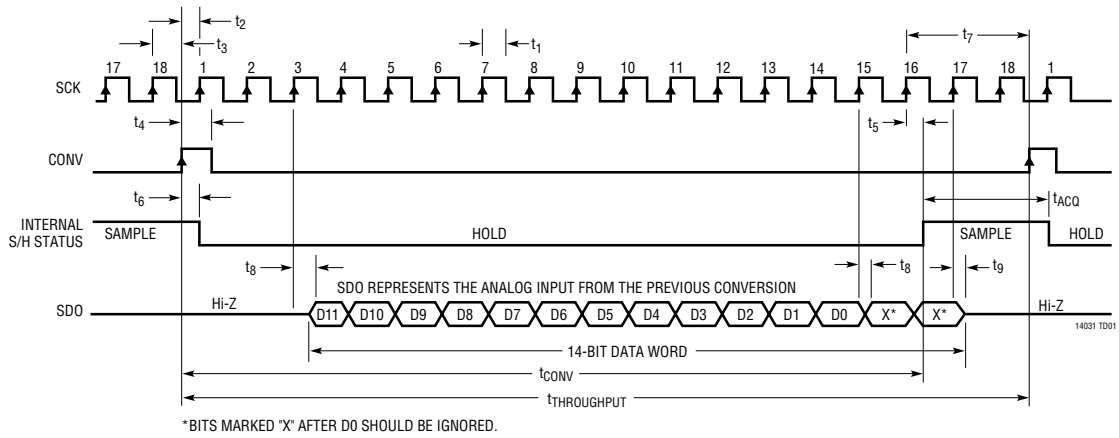 t2
t3
t1
t7
17 18 1 2 3 4 5 6 7 8 9 10 11 12 13 14 15 16 17 18 1
SCK
t4
t5
CONV
t6
tACQ
INTERNAL
S/H STATUS
SAMPLE HOLD SAMPLE HOLD
t8
t8
t9
SDO REPRESENTS THE ANALOG INPUT FROM THE PREVIOUS CONVERSION
Hi-Z
Hi-Z
SDO
D11 D10 D9 D8 D7 D6 D5 D4 D3 D2 D1 D0 X* X*
14031 TD01
14-BIT DATA WORD
tCONV
tTHROUGHPUT
*BITS MARKED "X" AFTER D0 SHOULD BE IGNORED.